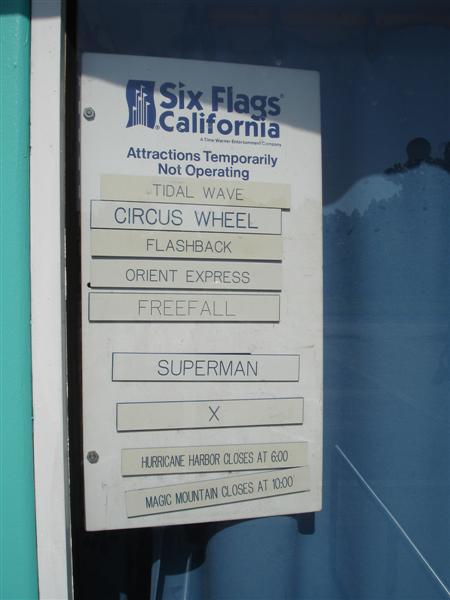 Six Flags®
California
A Time Warner Entertainment Company
Attractions Temporarily
Not Operating
TIDAL WAVE
CIRCUS WHEEL
FLASHBACK
ORIENT EXPRESS
FREEFALL
SUPERMAN
X
HURRICANE HARBOR CLOSES AT 6:00
MAGIC MOUNTAIN CLOSES AT 10:00